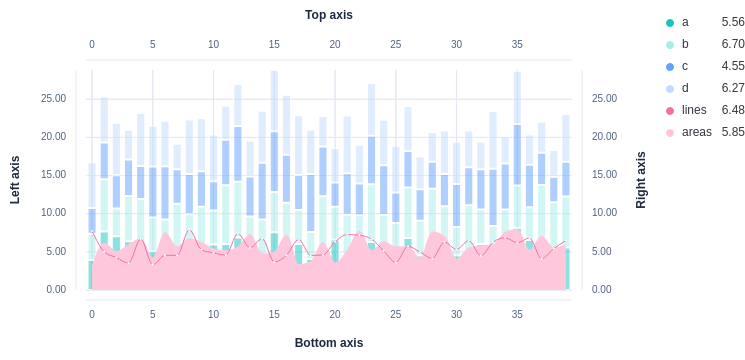 Top axis
0 5 10 15 20 25 30 35
25.00 25.00
20.00 20.00
15.00 15.00
10.00 10.00
5.00 5.00
0.00 0.00
Left axis
Right axis
0 5 10 15 20 25 30 35
Bottom axis
a 5.56
b 6.70
c 4.55
d 6.27
lines 6.48
areas 5.85